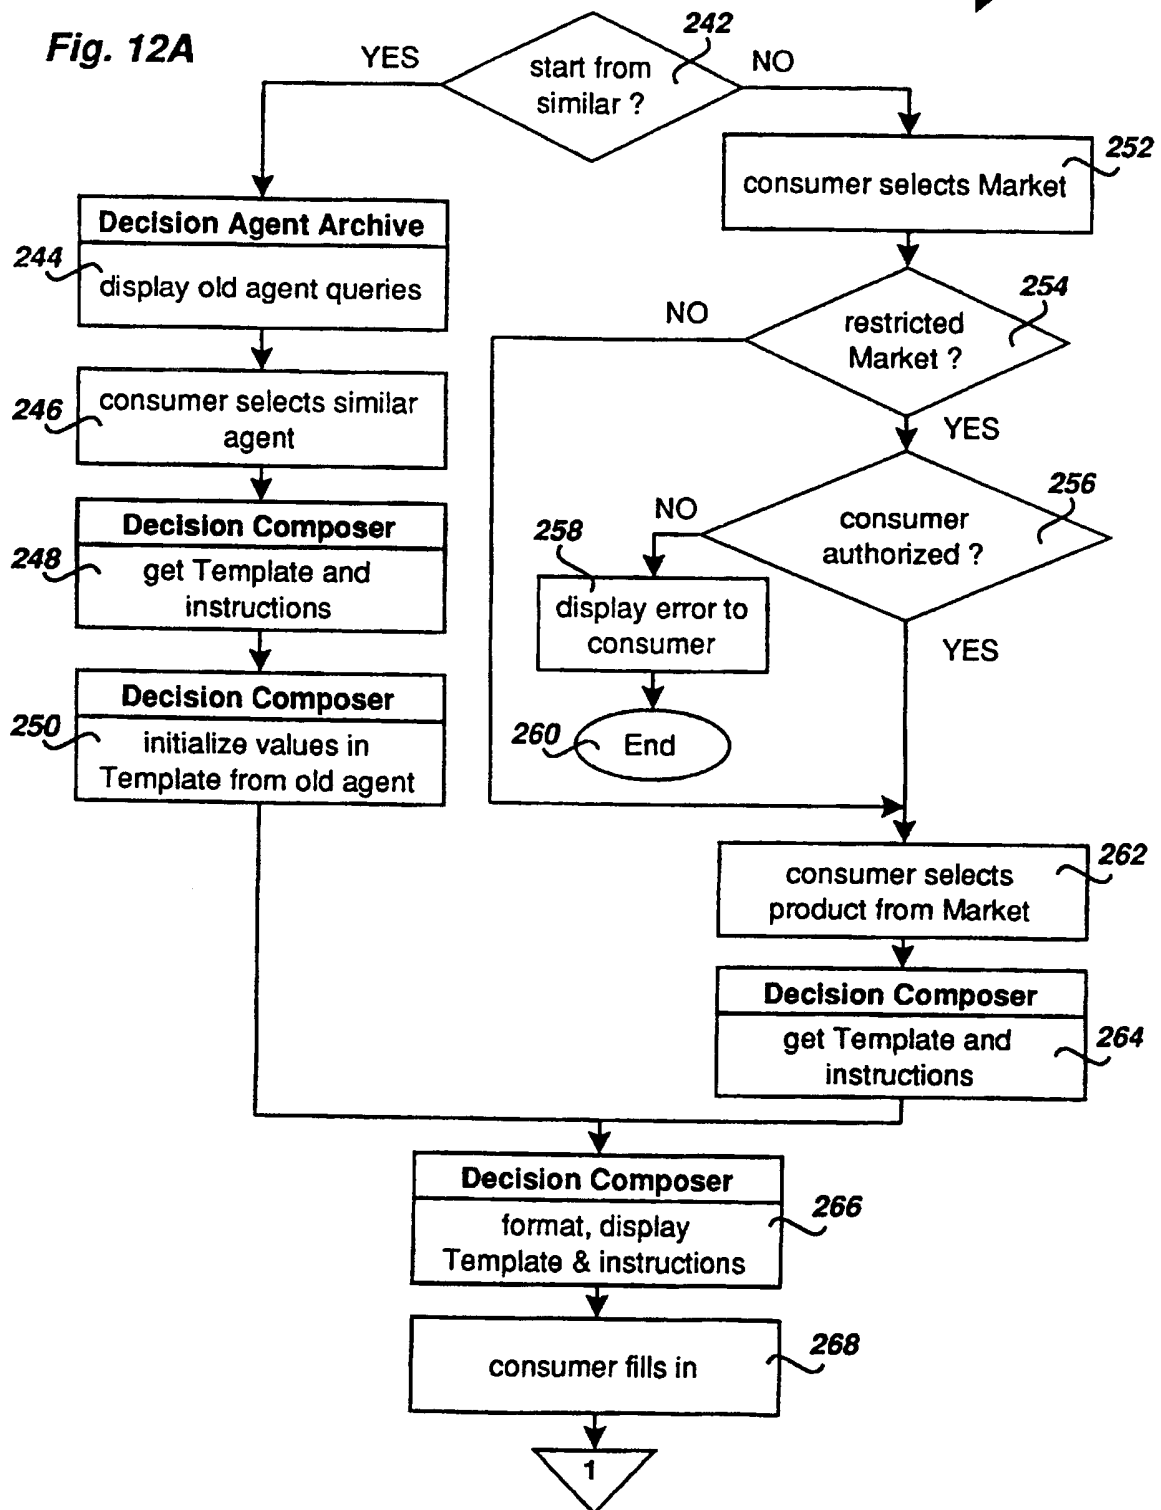 Fig. 12A
242
YES
start from
similar ?
NO
252
consumer selects Market
Decision Agent Archive
244
display old agent queries
254
NO
restricted
Market ?
YES
246
consumer selects similar
agent
256
NO
consumer
authorized ?
Decision Composer
248
get Template and
instructions
258
display error to
consumer
YES
Decision Composer
250
initialize values in
Template from old agent
260
End
262
consumer selects
product from Market
Decision Composer
264
get Template and
instructions
Decision Composer
266
format, display
Template & instructions
268
consumer fills in
1